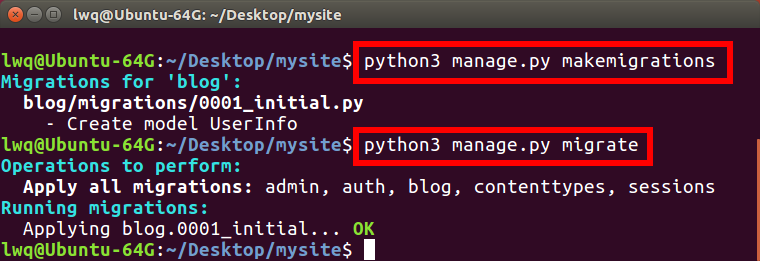 lwq@Ubuntu-64G: ~/Desktop/mysite
lwq@Ubuntu-64G:~/Desktop/mysite$ python3 manage.py makemigrations
Migrations for 'blog':
  blog/migrations/0001_initial.py
    - Create model UserInfo
lwq@Ubuntu-64G:~/Desktop/mysite$ python3 manage.py migrate
Operations to perform:
  Apply all migrations: admin, auth, blog, contenttypes, sessions
Running migrations:
  Applying blog.0001_initial... OK
lwq@Ubuntu-64G:~/Desktop/mysite$